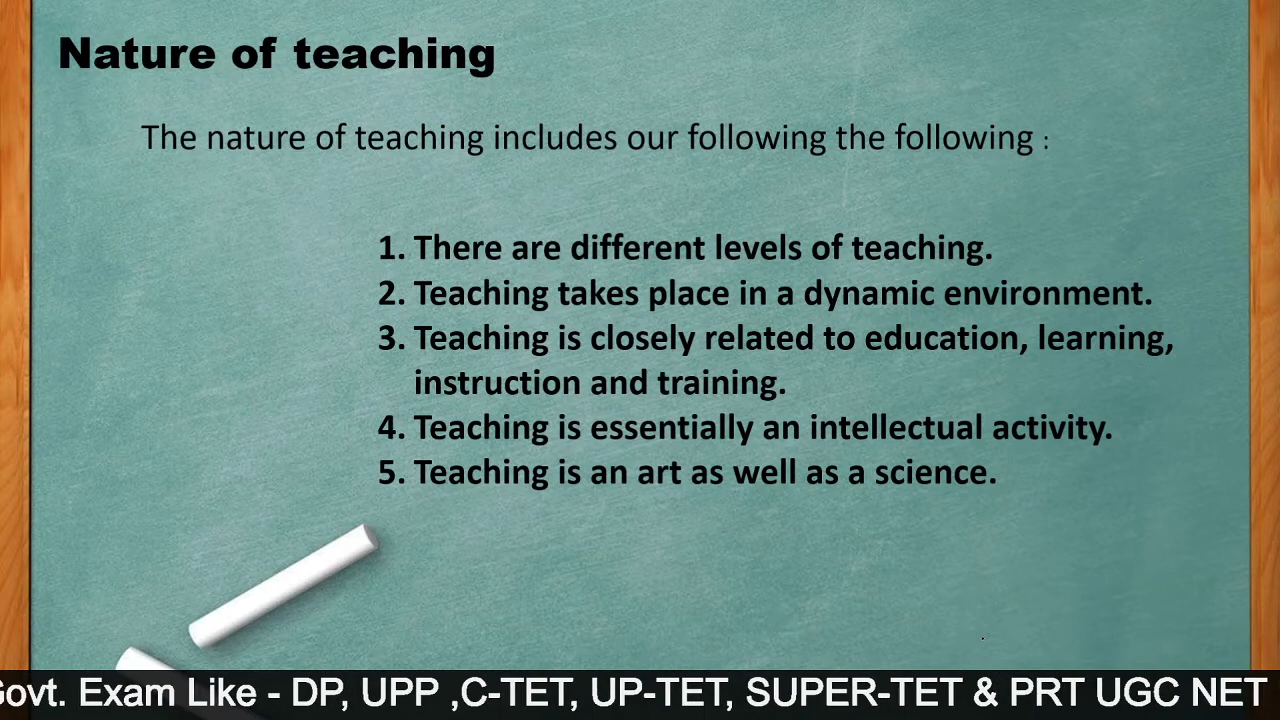 Nature of teaching
The nature of teaching includes our following the following :
1. There are different levels of teaching.
2. Teaching takes place in a dynamic environment.
3. Teaching is closely related to education, learning,
instruction and training.
4. Teaching is essentially an intellectual activity.
5. Teaching is an art as well as a science.
Govt. Exam Like - DP, UPP ,C-TET, UP-TET, SUPER-TET & PRT UGC NET